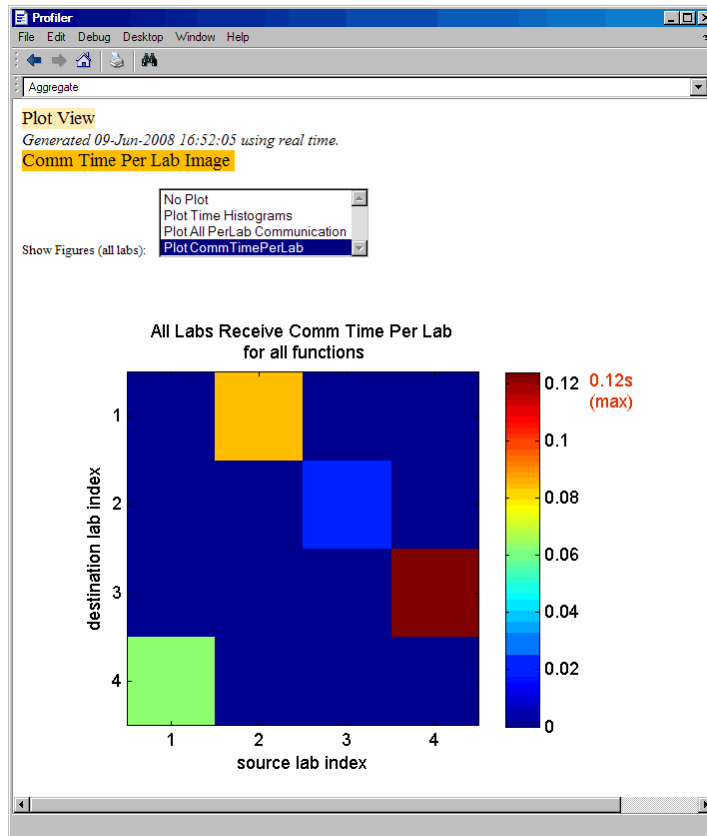 Profiler
File Edit Debug Desktop Window Help
Aggregate
Plot View
Generated 09-Jun-2008 16:52:05 using real time.
Comm Time Per Lab Image
No Plot
Plot Time Histograms
Plot All PerLab Communication
Show Figures (all labs): Plot CommTimePerLab
All Labs Receive Comm Time Per Lab
for all functions
0.12 0.12s
(max)
1
0.1
0.08
2
destination lab index
0.06
3
0.04
0.02
4
0
1 2 3 4
source lab index